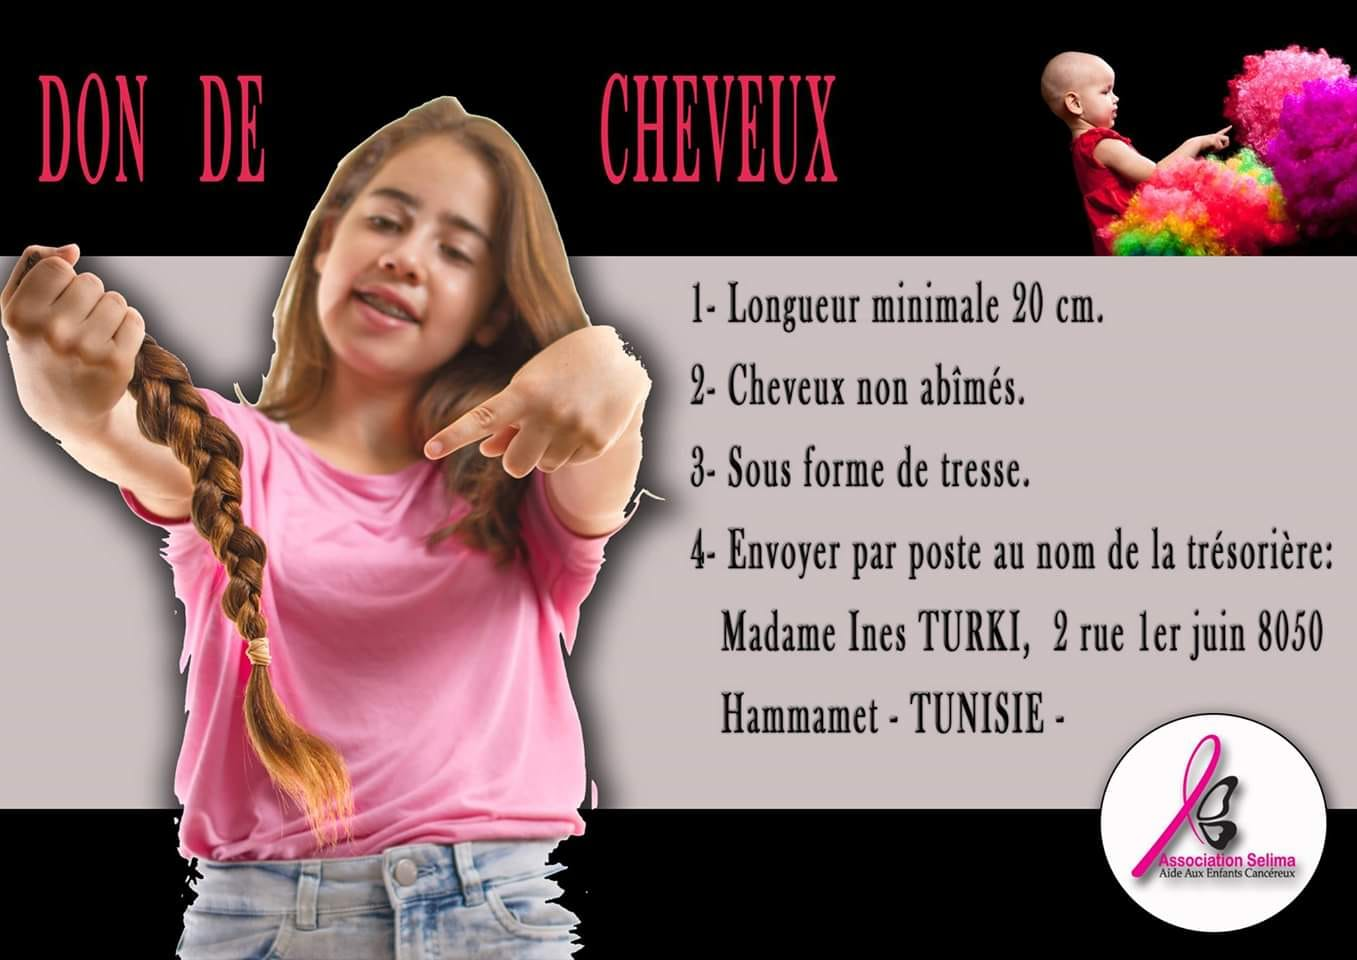 DON DE CHEVEUX
1- Longueur minimale 20 cm.
2- Cheveux non abîmés.
3- Sous forme de tresse.
4- Envoyer par poste au nom de la trésorière:
Madame Ines TURKI, 2 rue 1er juin 8050
Hammamet - TUNISIE -
Association Selima
Aide Aux Enfants Cancéreux